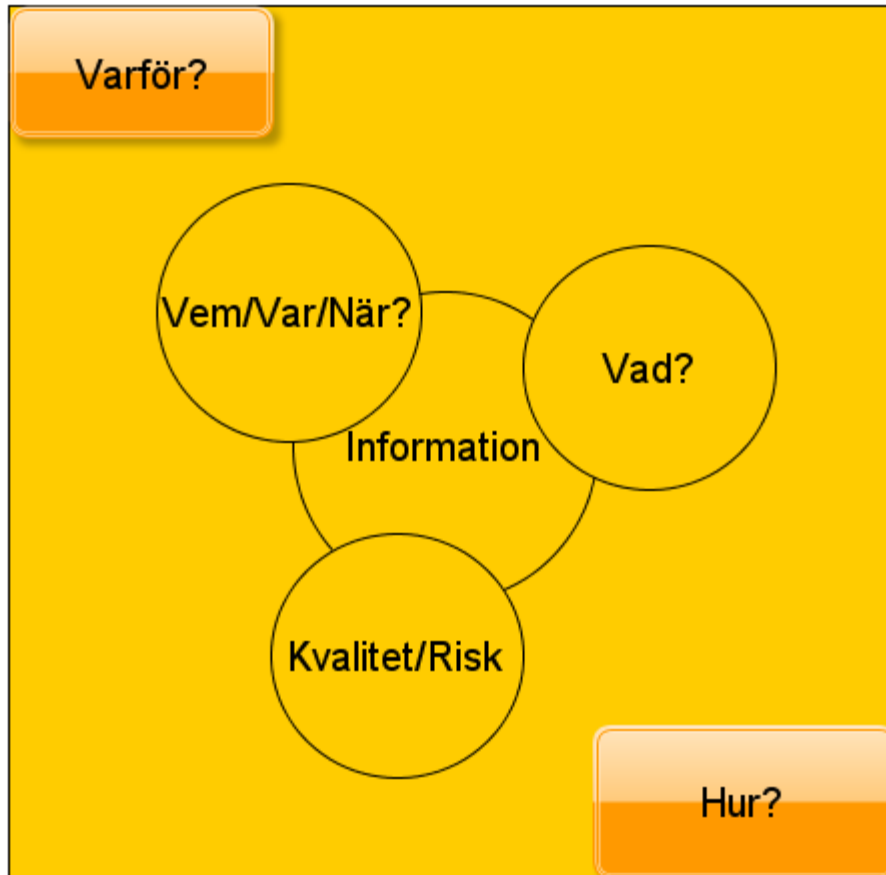 Varför?
Vem/Var/När?
Vad?
Information
Kvalitet/Risk
Hur?